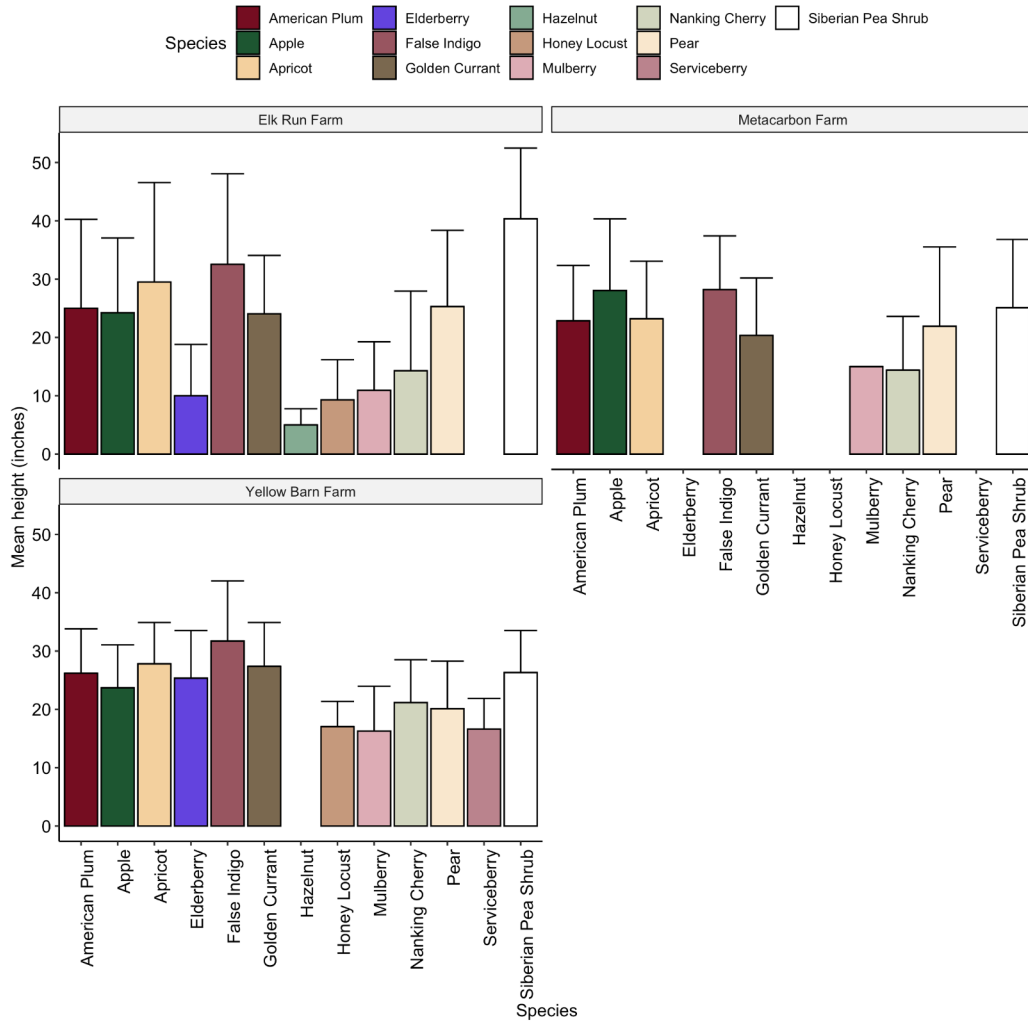 American Plum Elderberry Hazelnut Nanking Cherry Siberian Pea Shrub
Species Apple False Indigo Honey Locust Pear
Apricot Golden Currant Mulberry Serviceberry
Elk Run Farm
Metacarbon Farm
Mean height (inches)
50
40
30
20
10
0
American Plum
Apple
Apricot
Elderberry
False Indigo
Golden Currant
Hazelnut
Honey Locust
Mulberry
Nanking Cherry
Pear
Serviceberry
Siberian Pea Shrub
Yellow Barn Farm
50
40
30
20
10
0
American Plum
Apple
Apricot
Elderberry
False Indigo
Golden Currant
Hazelnut
Honey Locust
Mulberry
Nanking Cherry
Pear
Serviceberry
Siberian Pea Shrub
Species